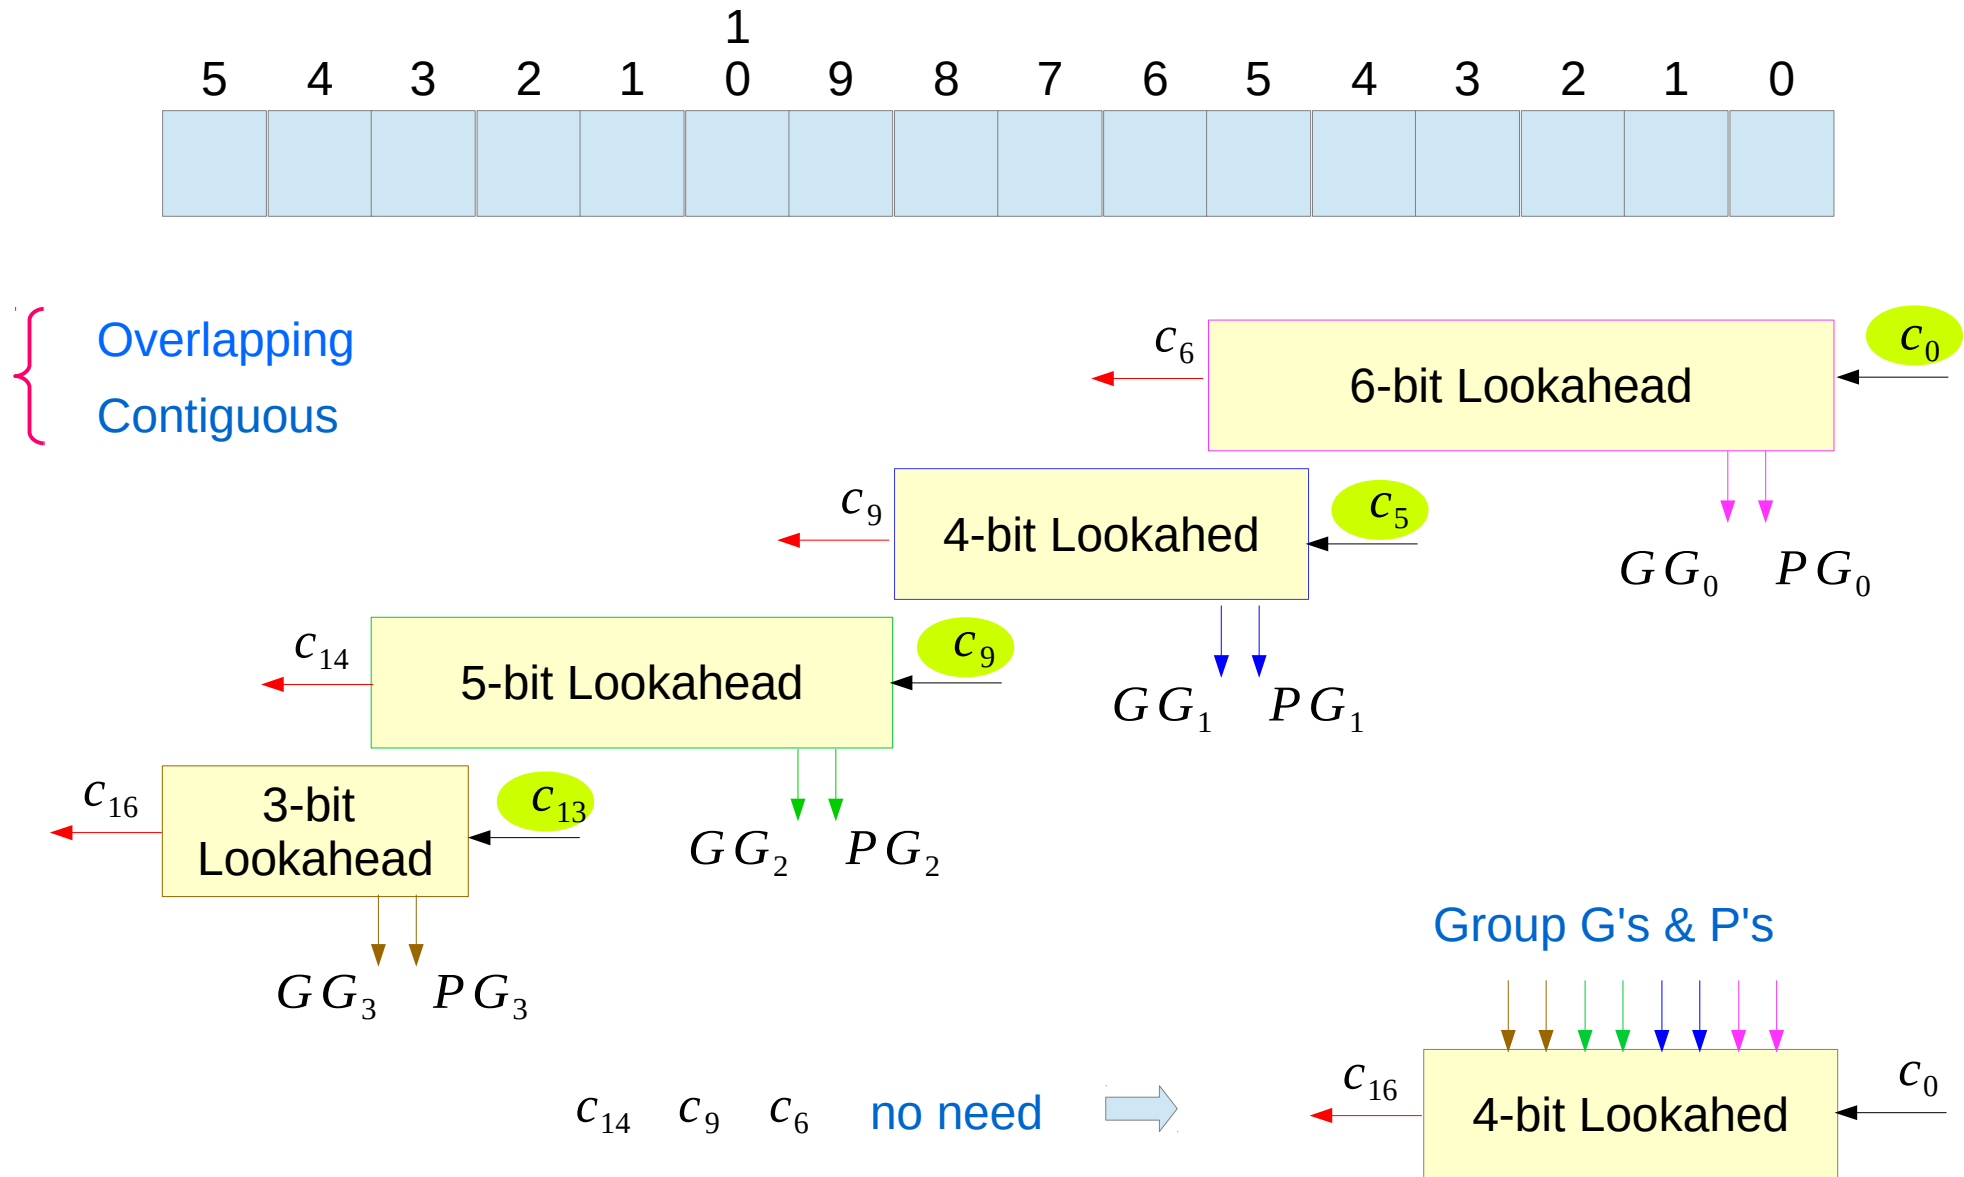 1
5 4 3 2 1 0 9 8 7 6 5 4 3 2 1 0
Overlapping
Contiguous
c6
6-bit Lookahead
c0
c9
4-bit Lookahed
c5
GG0 PG0
c14
5-bit Lookahead
c9
GG1 PG1
c16
3-bit
Lookahead
c13
GG2 PG2
GG3 PG3
Group G's & P's
c14 c9 c6 no need
c16
4-bit Lookahed
c0